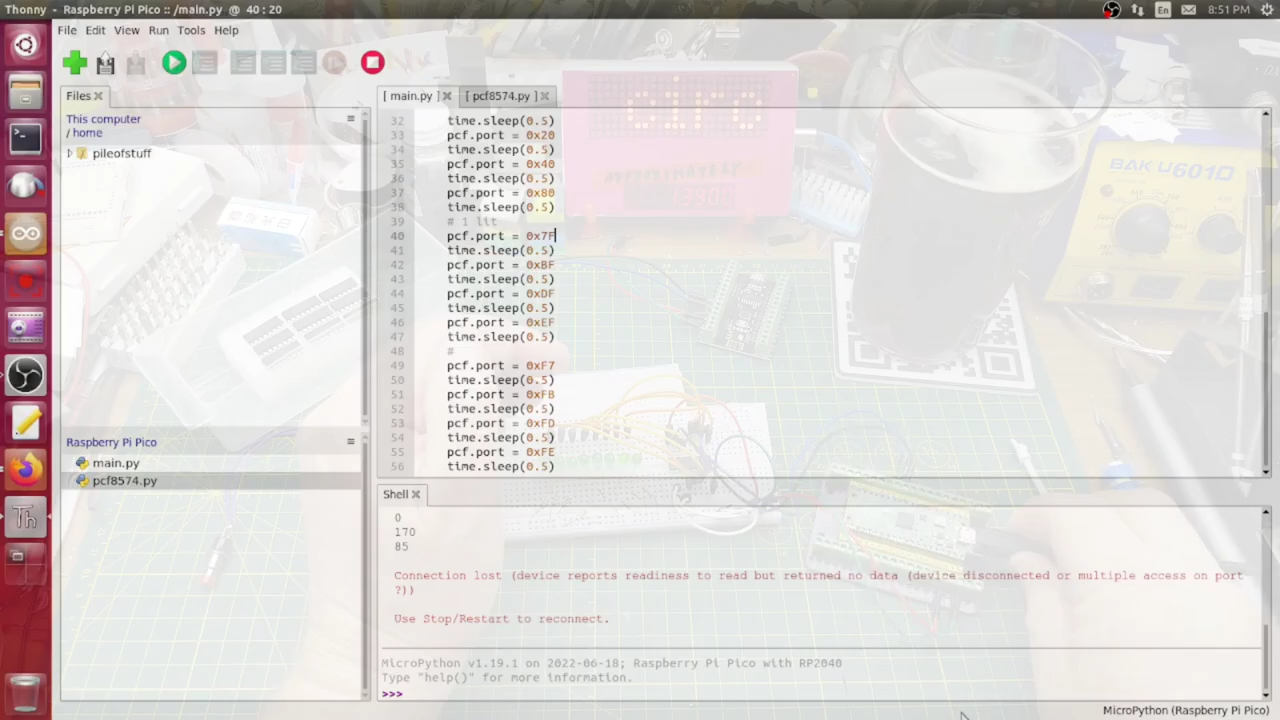 Thonny - Raspberry Pi Pico :: /main.py @ 40 : 20
En
8:51 PM
File Edit View Run Tools Help
Files
This computer
/ home
pileofstuff
Raspberry Pi Pico
main.py
pcf8574.py
[ main.py ] [ pcf8574.py ]
32 time.sleep(0.5)
33 pcf.port = 0x20
34 time.sleep(0.5)
35 pcf.port = 0x40
36 time.sleep(0.5)
37 pcf.port = 0x80
38 time.sleep(0.5)
39 # 1 lit
40 pcf.port = 0x7F
41 time.sleep(0.5)
42 pcf.port = 0xBF
43 time.sleep(0.5)
44 pcf.port = 0xDF
45 time.sleep(0.5)
46 pcf.port = 0xEF
47 time.sleep(0.5)
48 #
49 pcf.port = 0xF7
50 time.sleep(0.5)
51 pcf.port = 0xFB
52 time.sleep(0.5)
53 pcf.port = 0xFD
54 time.sleep(0.5)
55 pcf.port = 0xFE
56 time.sleep(0.5)
BAKU 601D
Shell
0
170
85
Connection lost (device reports readiness to read but returned no data (device disconnected or multiple access on port
?))
Use Stop/Restart to reconnect.
MicroPython v1.19.1 on 2022-06-18; Raspberry Pi Pico with RP2040
Type "help()" for more information.
>>>
MicroPython (Raspberry Pi Pico)
Th